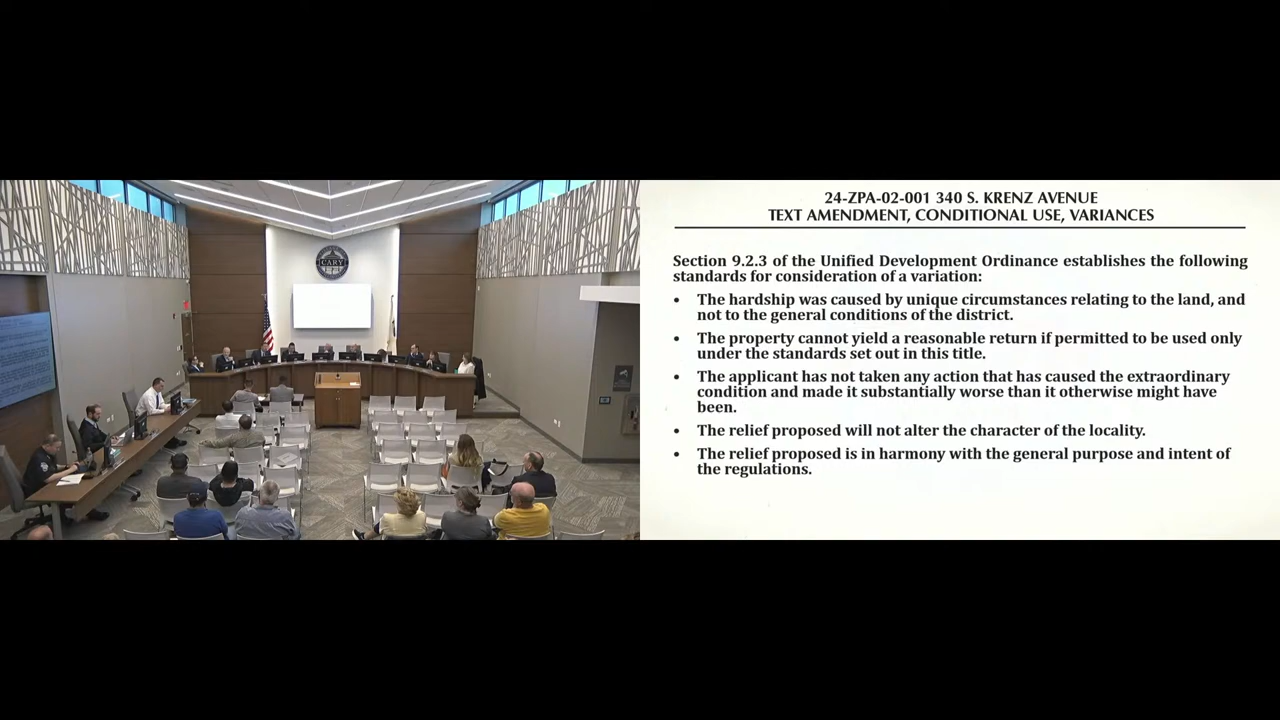 CARY
24-ZPA-02-001 340 S. KRENZ AVENUE
TEXT AMENDMENT, CONDITIONAL USE, VARIANCES
Section 9.2.3 of the Unified Development Ordinance establishes the following
standards for consideration of a variation:
• The hardship was caused by unique circumstances relating to the land, and
not to the general conditions of the district.
• The property cannot yield a reasonable return if permitted to be used only
under the standards set out in this title.
• The applicant has not taken any action that has caused the extraordinary
condition and made it substantially worse than it otherwise might have
been.
• The relief proposed will not alter the character of the locality.
• The relief proposed is in harmony with the general purpose and intent of
the regulations.